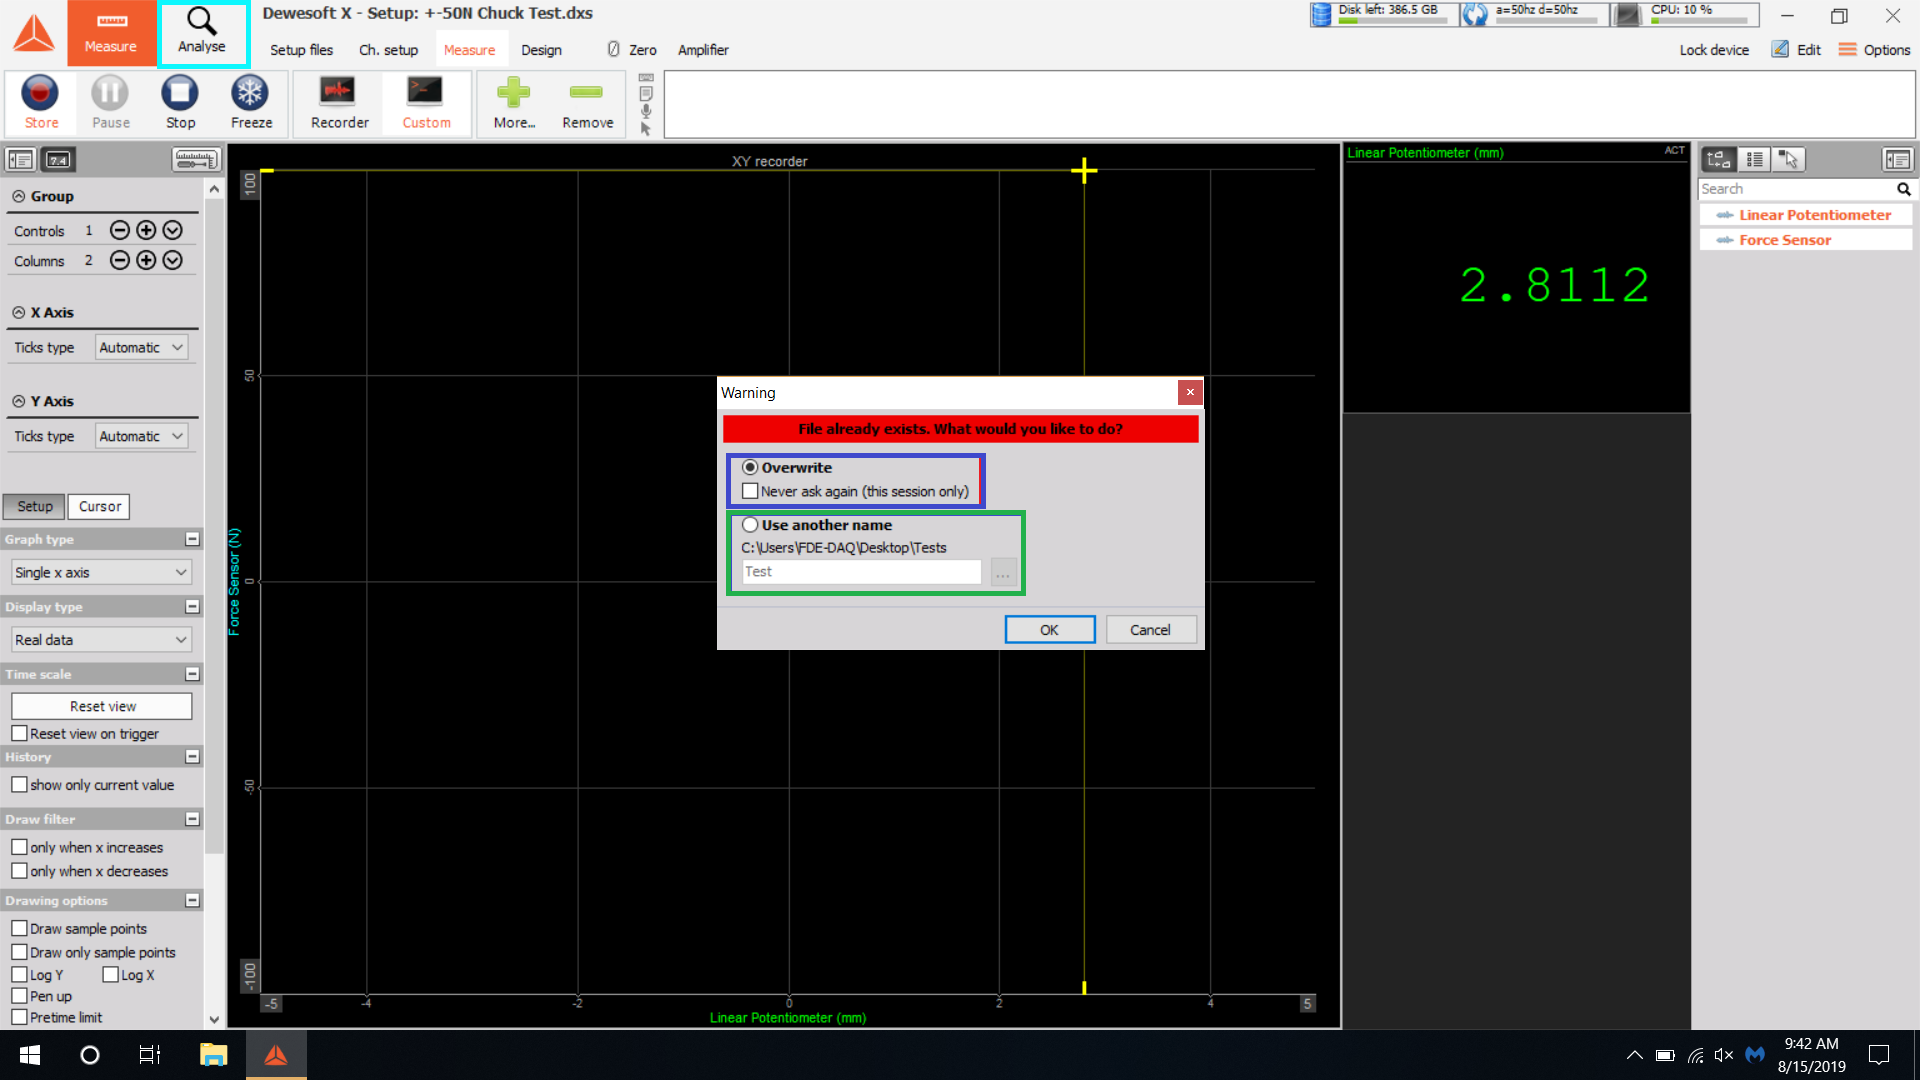 Dewesoft X - Setup: +-50N Chuck Test.dxs
Disk left: 386.5 GB
a=50hz d=50hz
CPU: 10 %
Measure
Analyse
Setup files
Ch. setup
Measure
Design
Zero
Amplifier
Lock device
Edit
Options
Store
Pause
Stop
Freeze
Recorder
Custom
More...
Remove
7.4
Group
Controls 1
Columns 2
X Axis
Ticks type Automatic
Y Axis
Ticks type Automatic
Setup Cursor
Graph type
Single x axis
Display type
Real data
Time scale
Reset view
Reset view on trigger
History
show only current value
Draw filter
only when x increases
only when x decreases
Drawing options
Draw sample points
Draw only sample points
Log Y Log X
Pen up
Pretime limit
XY recorder
100
50
0
-50
-100
Force Sensor (N)
-5 -4 -2 0 2 4 5
Linear Potentiometer (mm)
Warning
File already exists. What would you like to do?
Overwrite
Never ask again (this session only)
Use another name
C:\Users\FDE-DAQ\Desktop\Tests
Test
...
OK Cancel
Linear Potentiometer (mm) ACT
2.8112
Search
Linear Potentiometer
Force Sensor
9:42 AM
8/15/2019